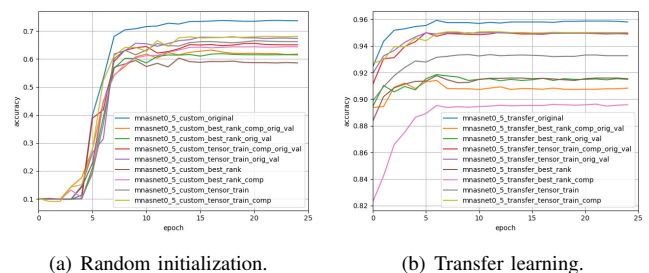 0.7
0.6
0.5
0.4
0.3
0.2
0.1
accuracy
0
5
10
15
20
25
epoch
mnasnet0_5_custom_original
mnasnet0_5_custom_best_rank_comp_orig_val
mnasnet0_5_custom_best_rank_orig_val
mnasnet0_5_custom_tensor_train_comp_orig_val
mnasnet0_5_custom_tensor_train_orig_val
mnasnet0_5_custom_best_rank
mnasnet0_5_custom_best_rank_comp
mnasnet0_5_custom_tensor_train
mnasnet0_5_custom_tensor_train_comp
(a) Random initialization.
0.96
0.94
0.92
0.90
0.88
0.86
0.84
0.82
accuracy
0
5
10
15
20
25
epoch
mnasnet0_5_transfer_original
mnasnet0_5_transfer_best_rank_comp_orig_val
mnasnet0_5_transfer_best_rank_orig_val
mnasnet0_5_transfer_tensor_train_comp_orig_val
mnasnet0_5_transfer_tensor_train_orig_val
mnasnet0_5_transfer_best_rank
mnasnet0_5_transfer_best_rank_comp
mnasnet0_5_transfer_tensor_train
mnasnet0_5_transfer_tensor_train_comp
(b) Transfer learning.